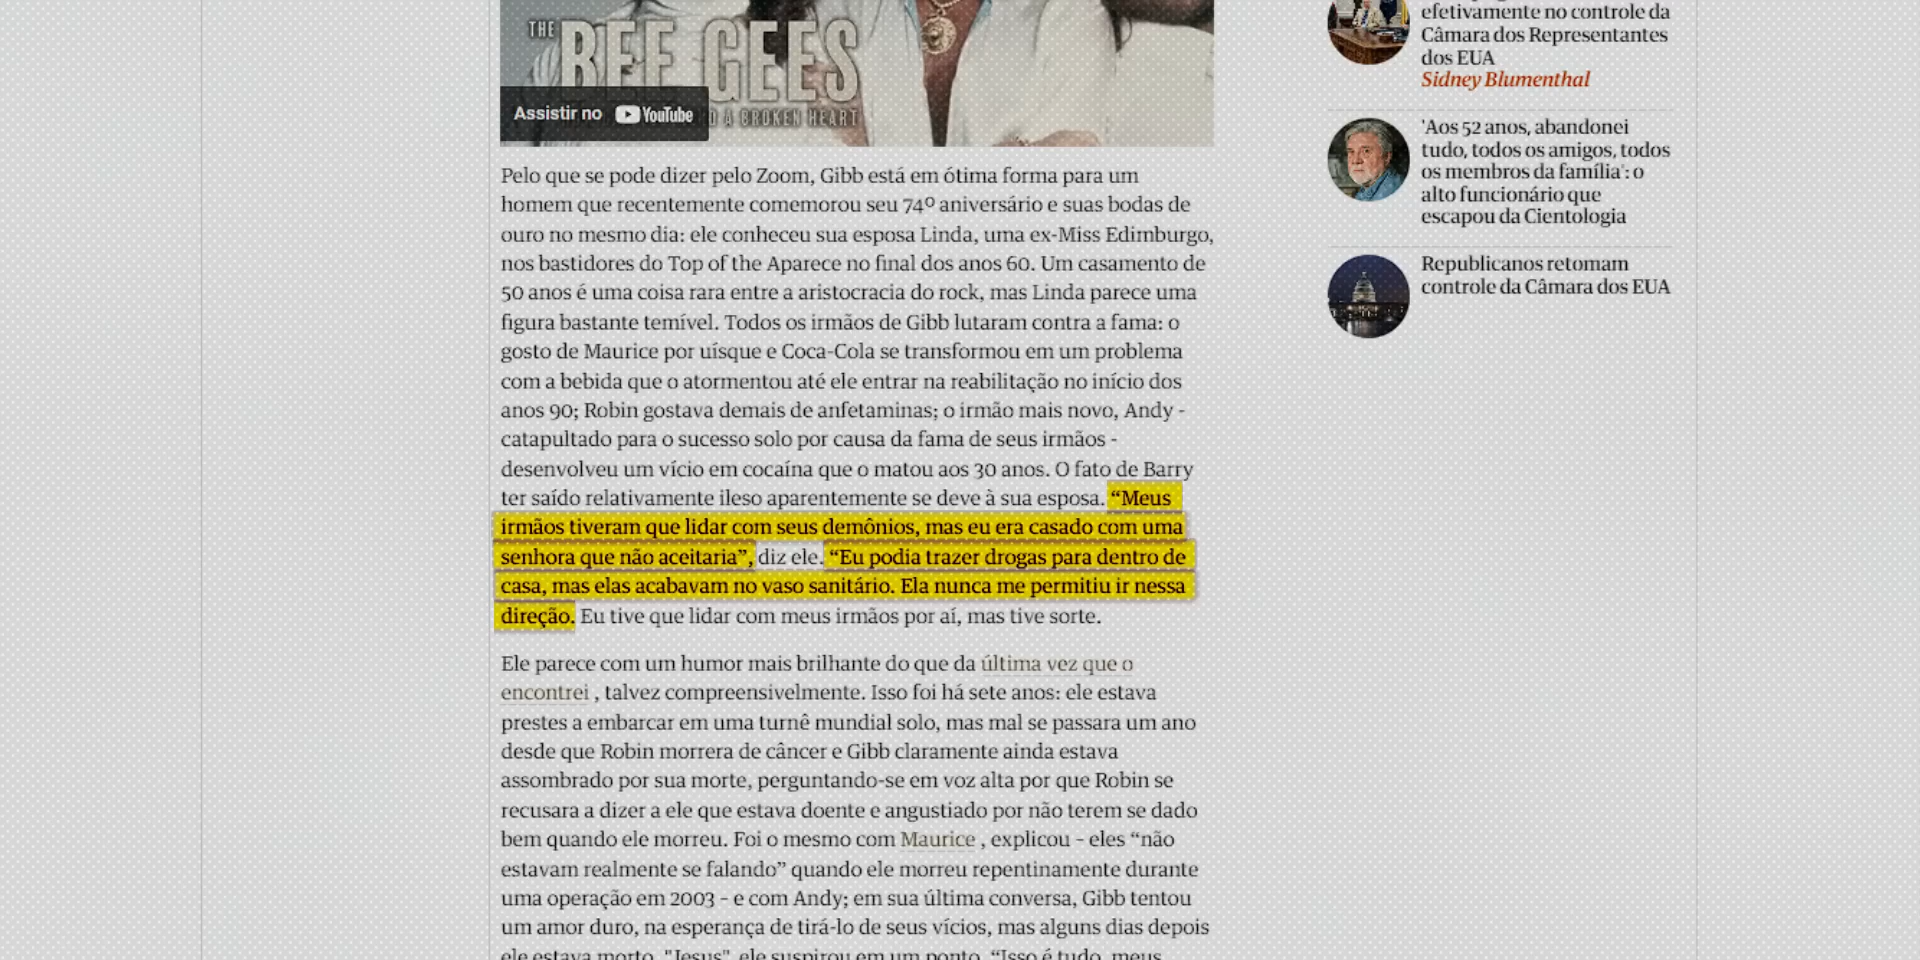 THE
BEE GEES
Assistir no YouTube
D A BROKEN HEART
Pelo que se pode dizer pelo Zoom, Gibb está em ótima forma para um
homem que recentemente comemorou seu 74º aniversário e suas bodas de
ouro no mesmo dia: ele conheceu sua esposa Linda, uma ex-Miss Edimburgo,
nos bastidores do Top of the Aparece no final dos anos 60. Um casamento de
50 anos é uma coisa rara entre a aristocracia do rock, mas Linda parece uma
figura bastante temível. Todos os irmãos de Gibb lutaram contra a fama: o
gosto de Maurice por uísque e Coca-Cola se transformou em um problema
com a bebida que o atormentou até ele entrar na reabilitação no início dos
anos 90; Robin gostava demais de anfetaminas; o irmão mais novo, Andy -
catapultado para o sucesso solo por causa da fama de seus irmãos -
desenvolveu um vício em cocaína que o matou aos 30 anos. O fato de Barry
ter saído relativamente ileso aparentemente se deve à sua esposa. “Meus
irmãos tiveram que lidar com seus demônios, mas eu era casado com uma
senhora que não aceitaria”, diz ele. “Eu podia trazer drogas para dentro de
casa, mas elas acabavam no vaso sanitário. Ela nunca me permitiu ir nessa
direção. Eu tive que lidar com meus irmãos por aí, mas tive sorte.
Ele parece com um humor mais brilhante do que da última vez que o
encontrei , talvez compreensivelmente. Isso foi há sete anos: ele estava
prestes a embarcar em uma turnê mundial solo, mas mal se passara um ano
desde que Robin morrera de câncer e Gibb claramente ainda estava
assombrado por sua morte, perguntando-se em voz alta por que Robin se
recusara a dizer a ele que estava doente e angustiado por não terem se dado
bem quando ele morreu. Foi o mesmo com Maurice , explicou – eles “não
estavam realmente se falando” quando ele morreu repentinamente durante
uma operação em 2003 – e com Andy; em sua última conversa, Gibb tentou
um amor duro, na esperança de tirá-lo de seus vícios, mas alguns dias depois
ele estava morto. "Jesus", ele suspirou em um ponto. “Isso é tudo, meus
efetivamente no controle da
Câmara dos Representantes
dos EUA
Sidney Blumenthal
'Aos 52 anos, abandonei
tudo, todos os amigos, todos
os membros da família': o
alto funcionário que
escapou da Cientologia
Republicanos retomam
controle da Câmara dos EUA